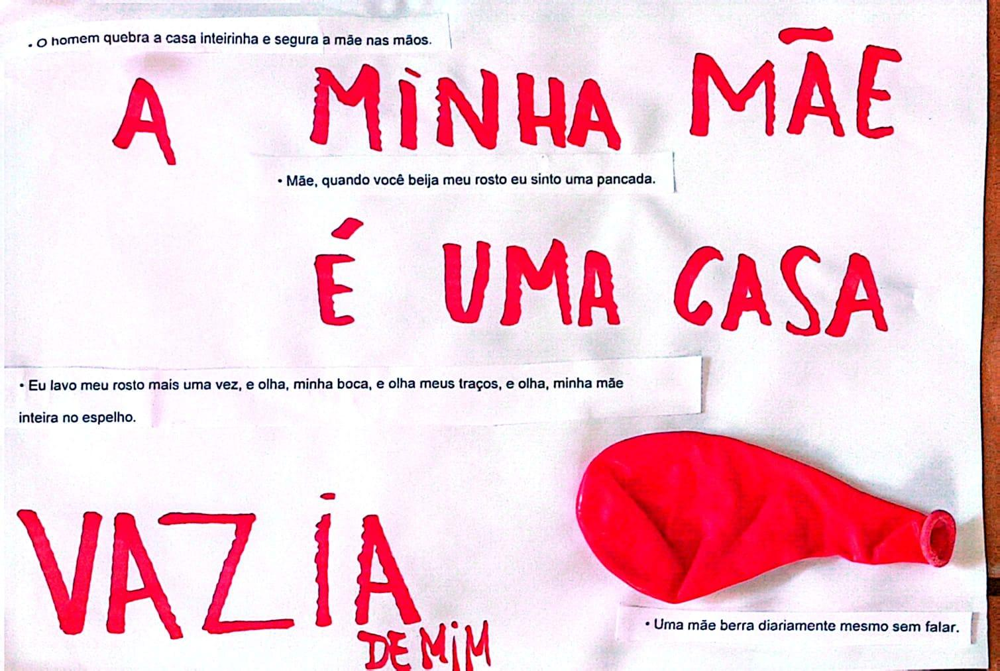 . O homem quebra a casa inteirinha e segura a mãe nas mãos.
A MINHA MÃE
• Mãe, quando você beija meu rosto eu sinto uma pancada.
É UMA CASA
• Eu lavo meu rosto mais uma vez, e olha, minha boca, e olha meus traços, e olha, minha mãe
inteira no espelho.
VAZIA
DE MIM
• Uma mãe berra diariamente mesmo sem falar.